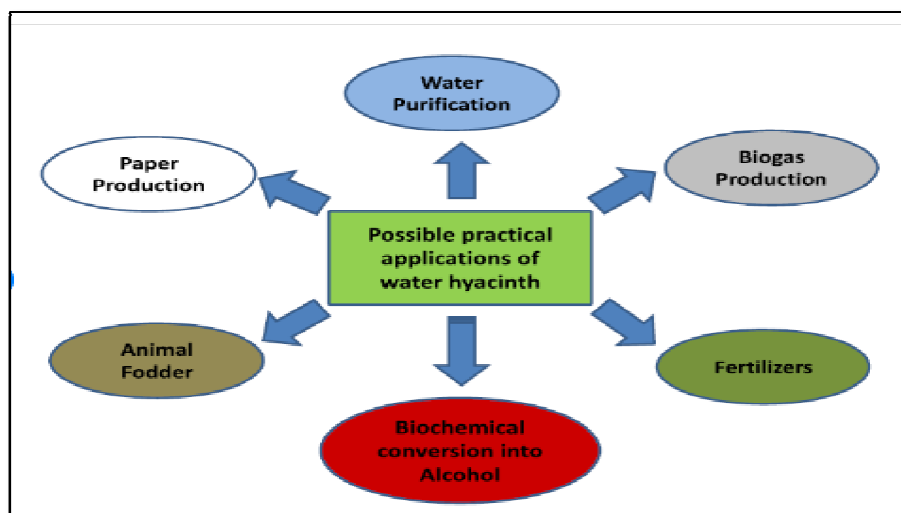 Water
Purification
Paper
Production
Biogas
Production
Possible practical
applications of
water hyacinth
Animal
Fodder
Fertilizers
Biochemical
conversion into
Alcohol